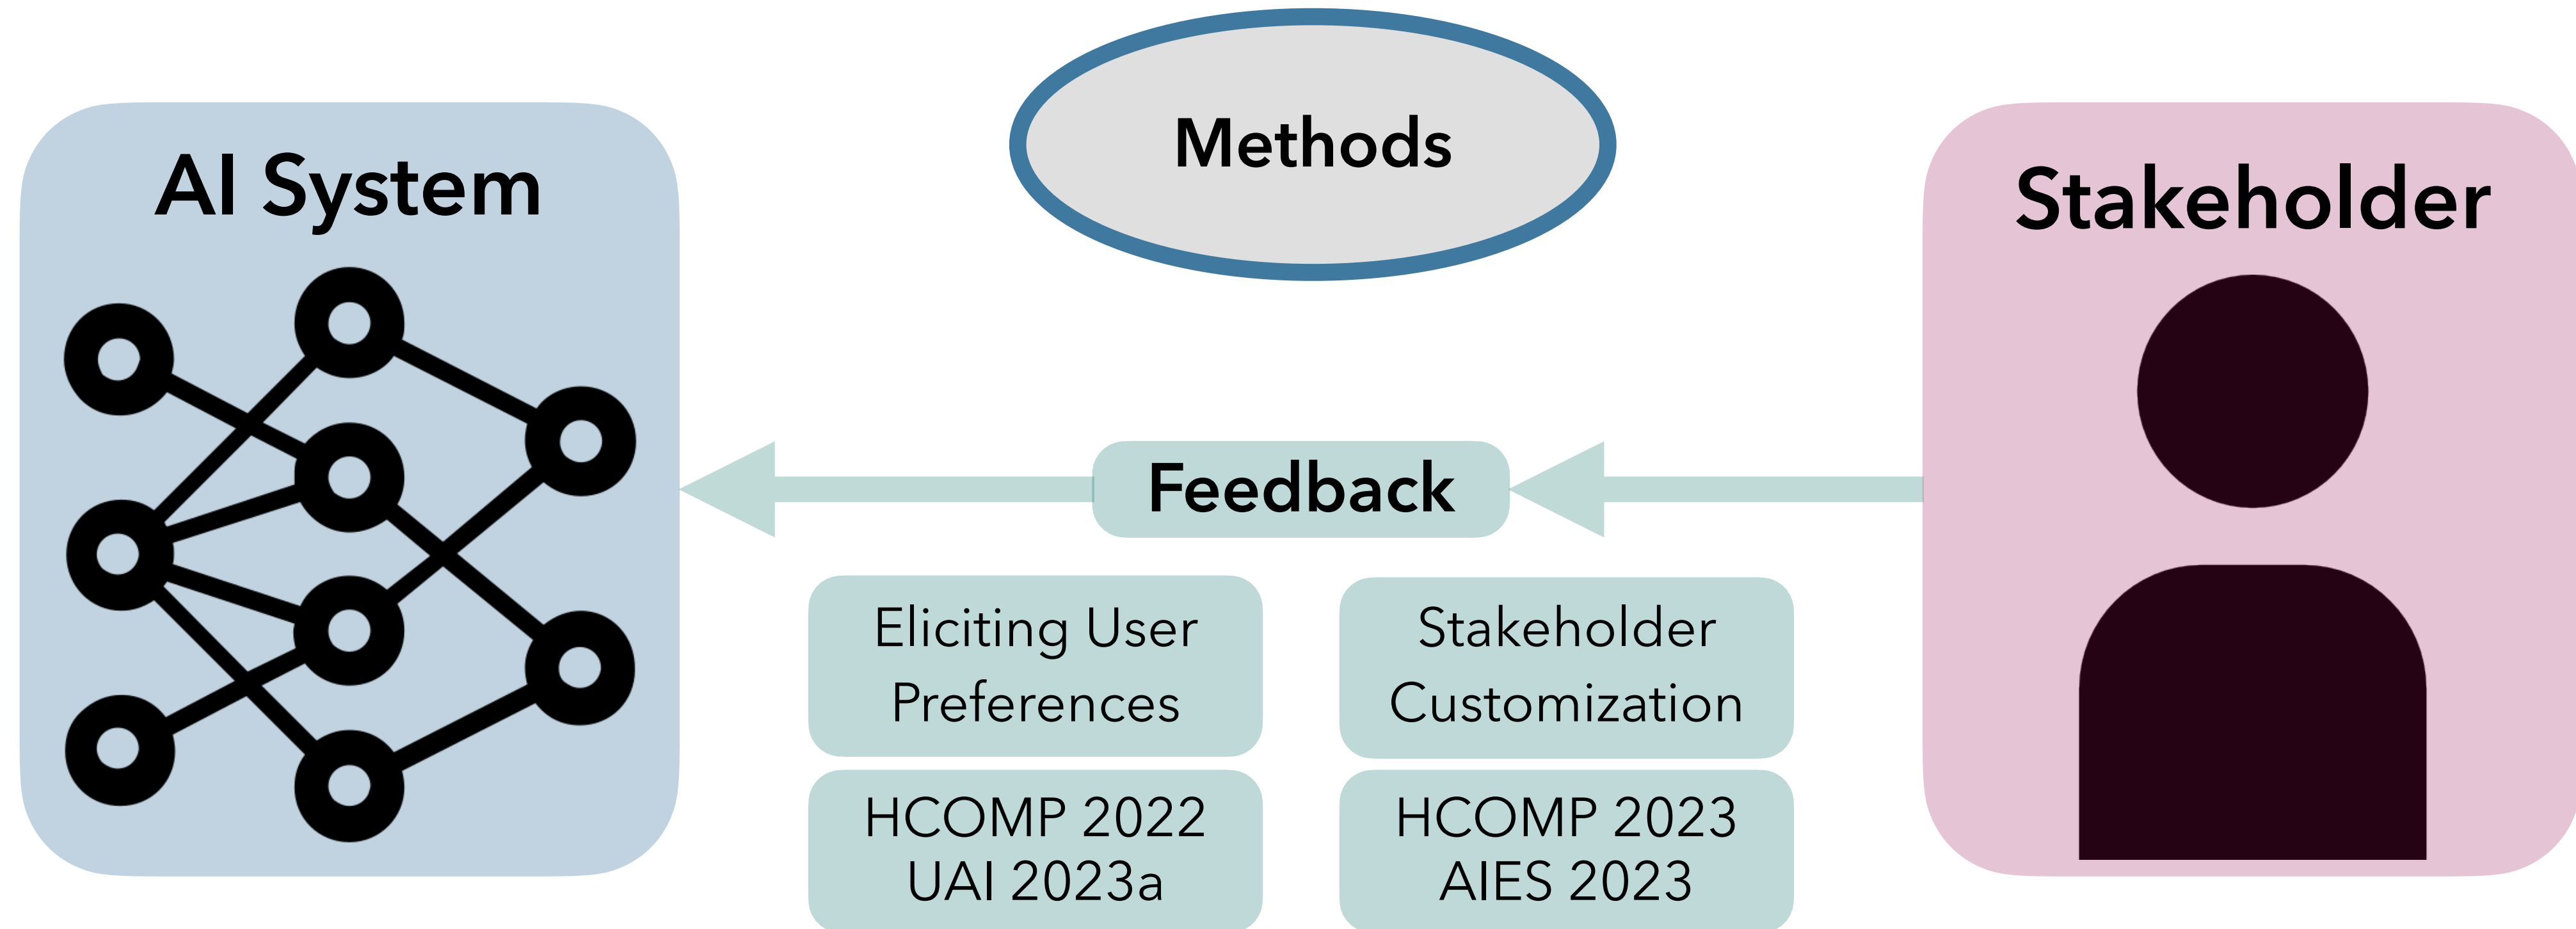 Methods
AI System
Stakeholder
Feedback
Eliciting User
Preferences
Stakeholder
Customization
HCOMP 2022
UAI 2023a
HCOMP 2023
AIES 2023